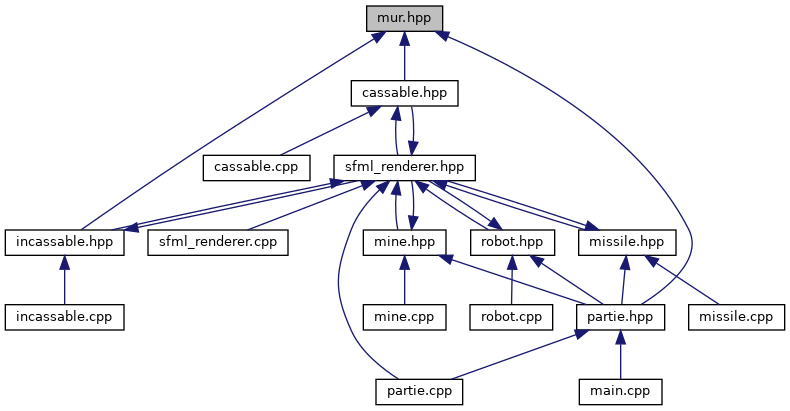 mur.hpp
cassable.hpp
cassable.cpp
sfml_renderer.hpp
incassable.hpp
sfml_renderer.cpp
mine.hpp
robot.hpp
missile.hpp
incassable.cpp
mine.cpp
robot.cpp
partie.hpp
missile.cpp
partie.cpp
main.cpp